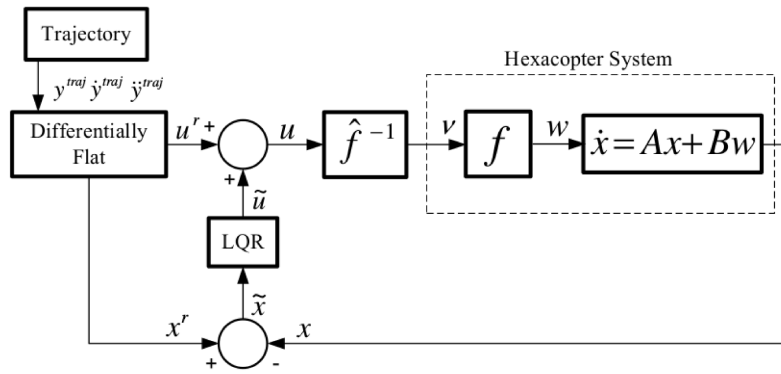 Trajectory
Hexacopter System
y^{traj} ẏ^{traj} ÿ^{traj}
Differentially
Flat
u^r +
u
f̂ ^{-1}
ν
f
w
ẋ = Ax + Bw
+
ũ
LQR
x̃
x^r
x
+
-